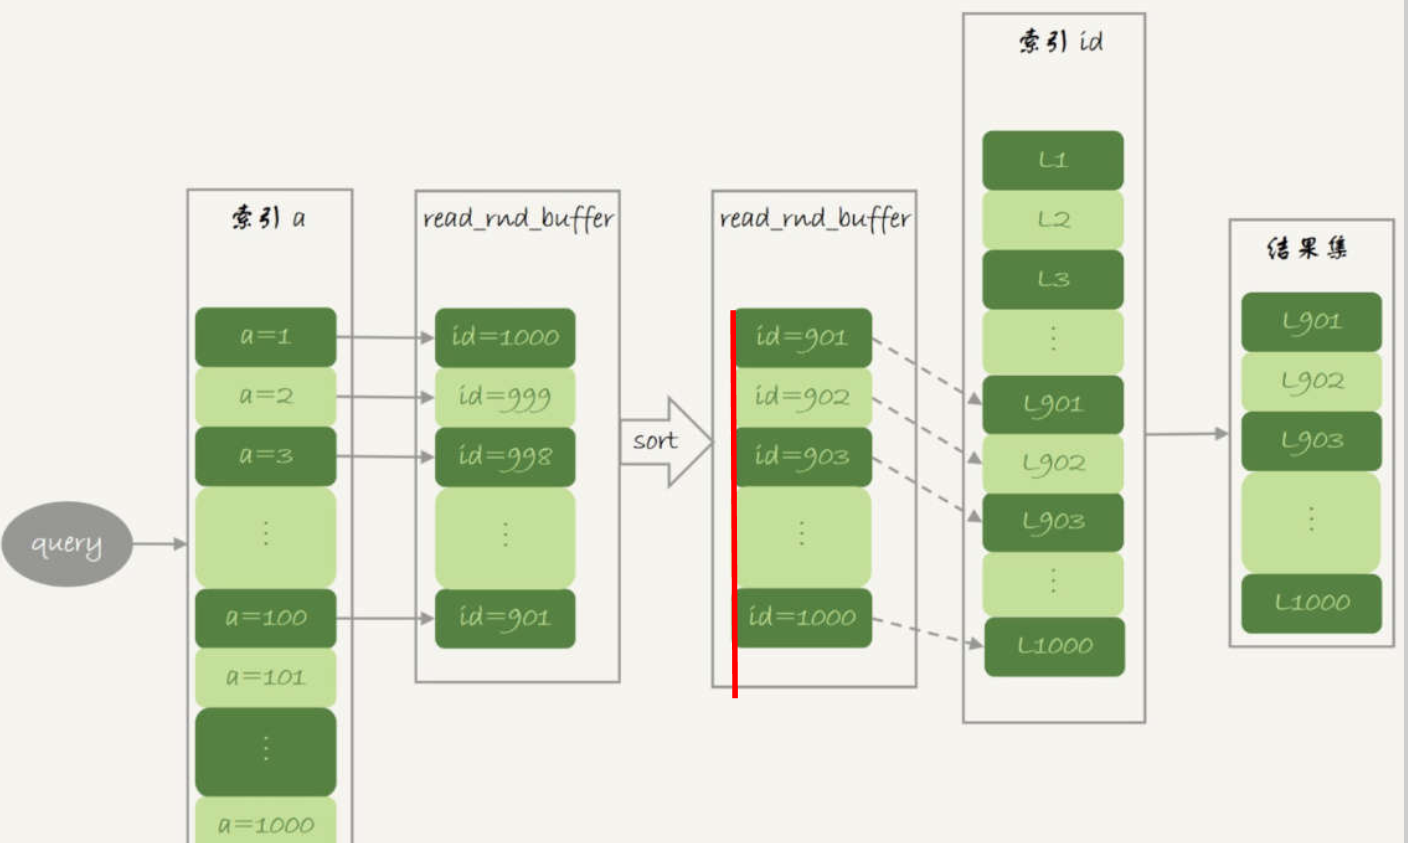 query
索引 a
a=1
a=2
a=3
⋮
a=100
a=101
⋮
a=1000
read_rnd_buffer
id=1000
id=999
id=998
⋮
id=901
sort
read_rnd_buffer
id=901
id=902
id=903
⋮
id=1000
索引 id
L1
L2
L3
⋮
L901
L902
L903
⋮
L1000
结果集
L901
L902
L903
⋮
L1000